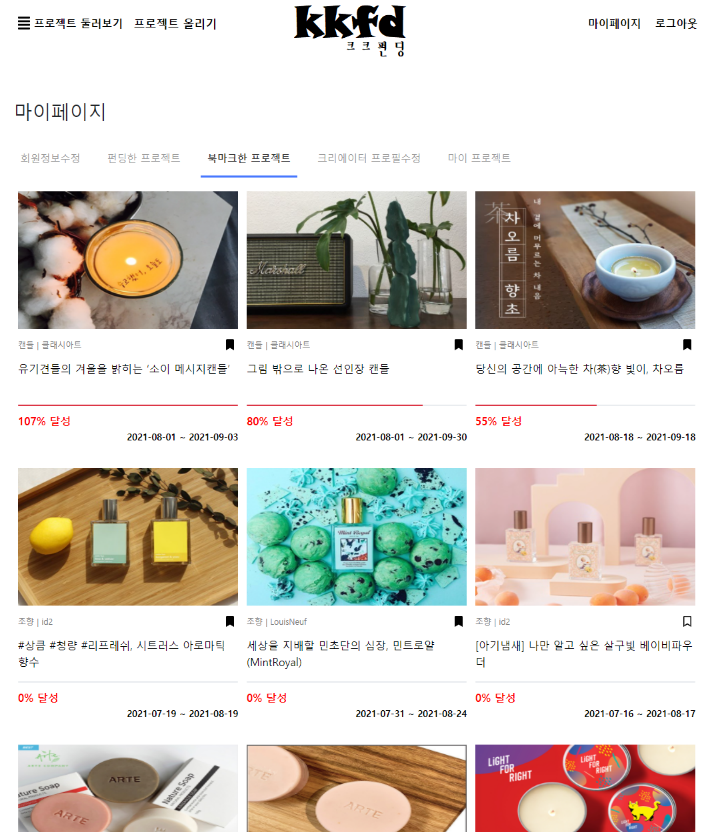 프로젝트 둘러보기 프로젝트 올리기
kkfd
크크펀딩
마이페이지 로그아웃
마이페이지
회원정보수정 펀딩한 프로젝트 북마크한 프로젝트 크리에이터 프로필수정 마이 프로젝트
Marshall
茶
차오름 향초
내 곁에 머무르는 차 내음
캔들 | 클래시아트
유기견들의 겨울을 밝히는 ‘소이 메시지캔들’
107% 달성
2021-08-01 ~ 2021-09-03
캔들 | 클래시아트
그림 밖으로 나온 선인장 캔들
80% 달성
2021-08-01 ~ 2021-09-30
캔들 | 클래시아트
당신의 공간에 아늑한 차(茶)향 빛이, 차오름
55% 달성
2021-08-18 ~ 2021-09-18
Mint Royal
조향 | id2
#상큼 #청량 #리프레쉬, 시트러스 아로마틱
향수
0% 달성
2021-07-19 ~ 2021-08-19
조향 | LouisNeuf
세상을 지배할 민초단의 심장, 민트로얄
(MintRoyal)
0% 달성
2021-07-31 ~ 2021-08-24
조향 | id2
[아기냄새] 나만 알고 싶은 살구빛 베이비파우
더
0% 달성
2021-07-16 ~ 2021-08-17
ARTE
Nature Soap
ARTE
Nature Soap
ARTE
LiGHT
FOR
RiGHT
LiGHT
FOR
RiGHT